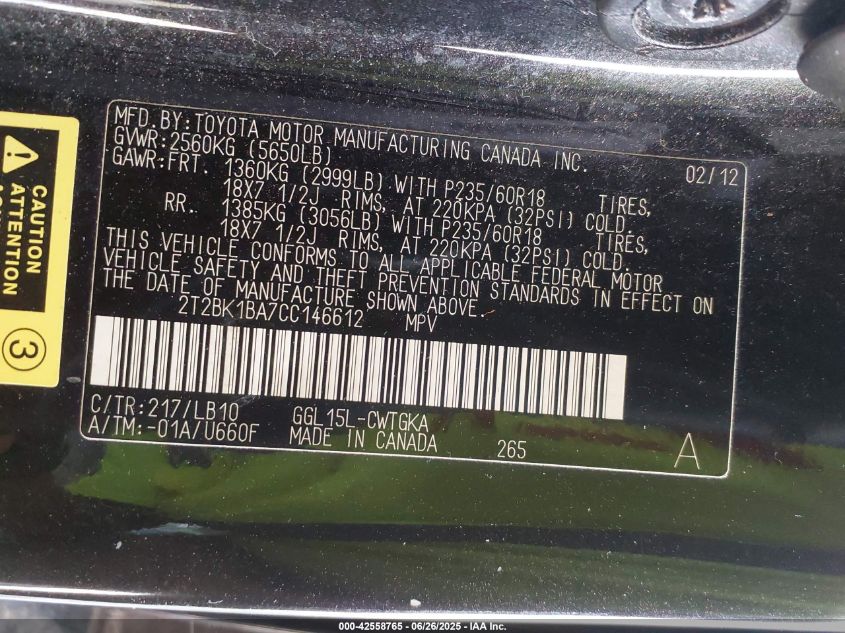 MFD. BY:TOYOTA MOTOR MANUFACTURING CANADA INC. 02/12
GVWR:2560KG (5650LB)
GAWR:FRT. 1360KG (2999LB) WITH P235/60R18 TIRES,
18X7 1/2J RIMS, AT 220KPA (32PSI) COLD.
RR. 1385KG (3056LB) WITH P235/60R18 TIRES,
18X7 1/2J RIMS, AT 220KPA (32PSI) COLD.
THIS VEHICLE CONFORMS TO ALL APPLICABLE FEDERAL MOTOR
VEHICLE SAFETY AND THEFT PREVENTION STANDARDS IN EFFECT ON
THE DATE OF MANUFACTURE SHOWN ABOVE.
2T2BK1BA7CC146612 MPV
C/TR:217/LB10 GGL15L-CWTGKA
A/TM:-01A/U660F MADE IN CANADA 265 A
CAUTION
ATTENTION
3
000-42558765 - 06/26/2025 - IAA Inc.